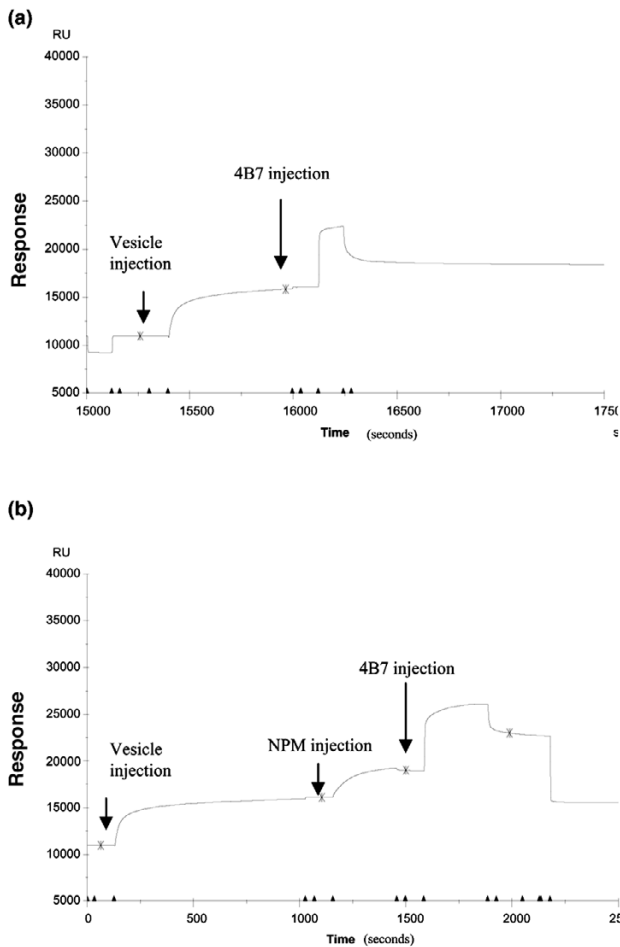 (a)
RU
40000
35000
30000
25000
20000
15000
10000
5000
Response
Vesicle
injection
4B7 injection
15000
15500
16000
16500
17000
1750
Time (seconds)
s
(b)
RU
40000
35000
30000
25000
20000
15000
10000
5000
Response
Vesicle
injection
NPM injection
4B7 injection
0
500
1000
1500
2000
250
Time (seconds)